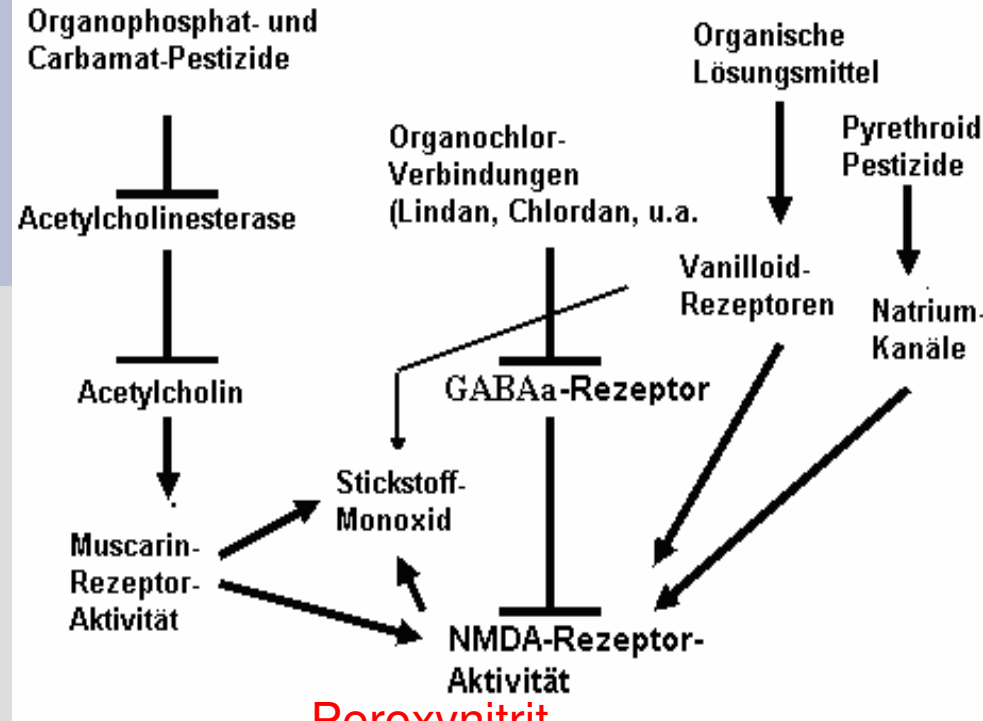 Organophosphat- und
Carbamat-Pestizide
Organische
Lösungsmittel
Pyrethroid
Pestizide
Organochlor-
Verbindungen
(Lindan, Chlordan, u.a.
Acetylcholinesterase
Vanilloid-
Rezeptoren
Natrium-
Kanäle
Acetylcholin
GABAa-Rezeptor
Stickstoff-
Monoxid
Muscarin-
Rezeptor-
Aktivität
NMDA-Rezeptor-
Aktivität
Peroxynitrit